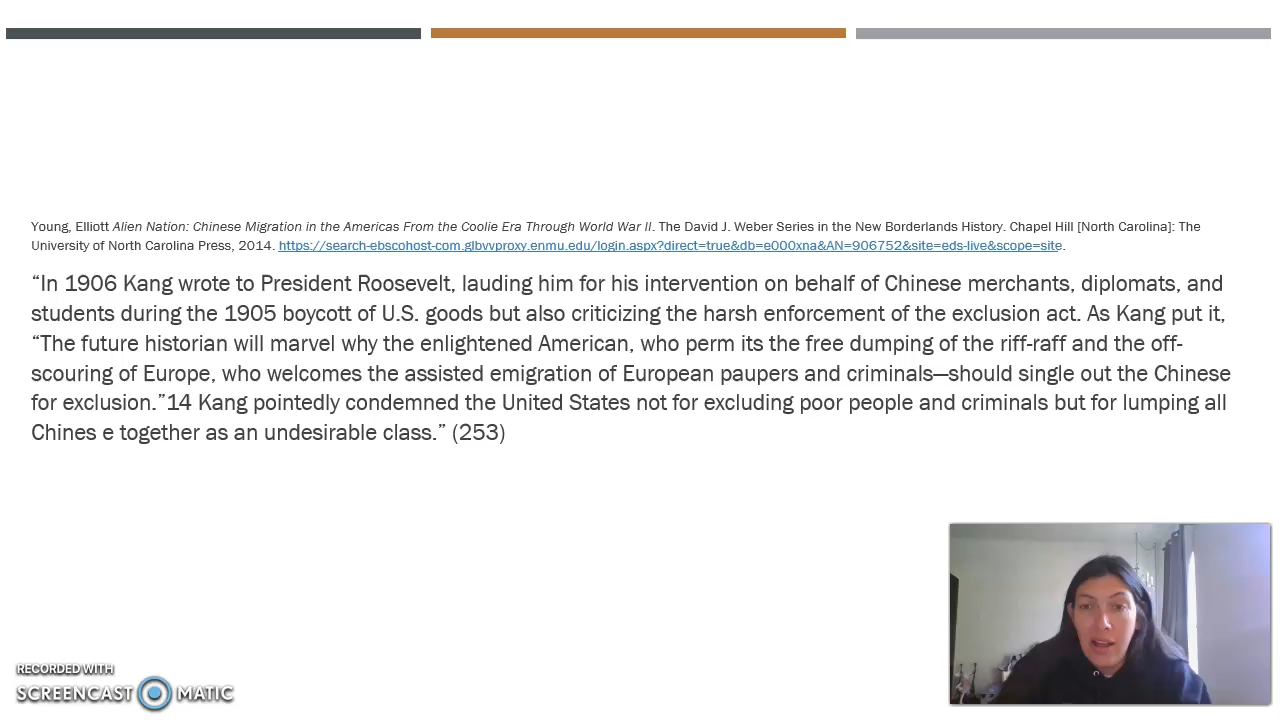 Young, Elliott Alien Nation: Chinese Migration in the Americas From the Coolie Era Through World War II. The David J. Weber Series in the New Borderlands History. Chapel Hill [North Carolina]: The
University of North Carolina Press, 2014. https://search-ebscohost-com.glbvvproxy.enmu.edu/login.aspx?direct=true&db=e000xna&AN=906752&site=eds-live&scope=site.
“In 1906 Kang wrote to President Roosevelt, lauding him for his intervention on behalf of Chinese merchants, diplomats, and
students during the 1905 boycott of U.S. goods but also criticizing the harsh enforcement of the exclusion act. As Kang put it,
“The future historian will marvel why the enlightened American, who perm its the free dumping of the riff-raff and the off-
scouring of Europe, who welcomes the assisted emigration of European paupers and criminals—should single out the Chinese
for exclusion.”14 Kang pointedly condemned the United States not for excluding poor people and criminals but for lumping all
Chines e together as an undesirable class.” (253)
RECORDED WITH
SCREENCAST MATIC